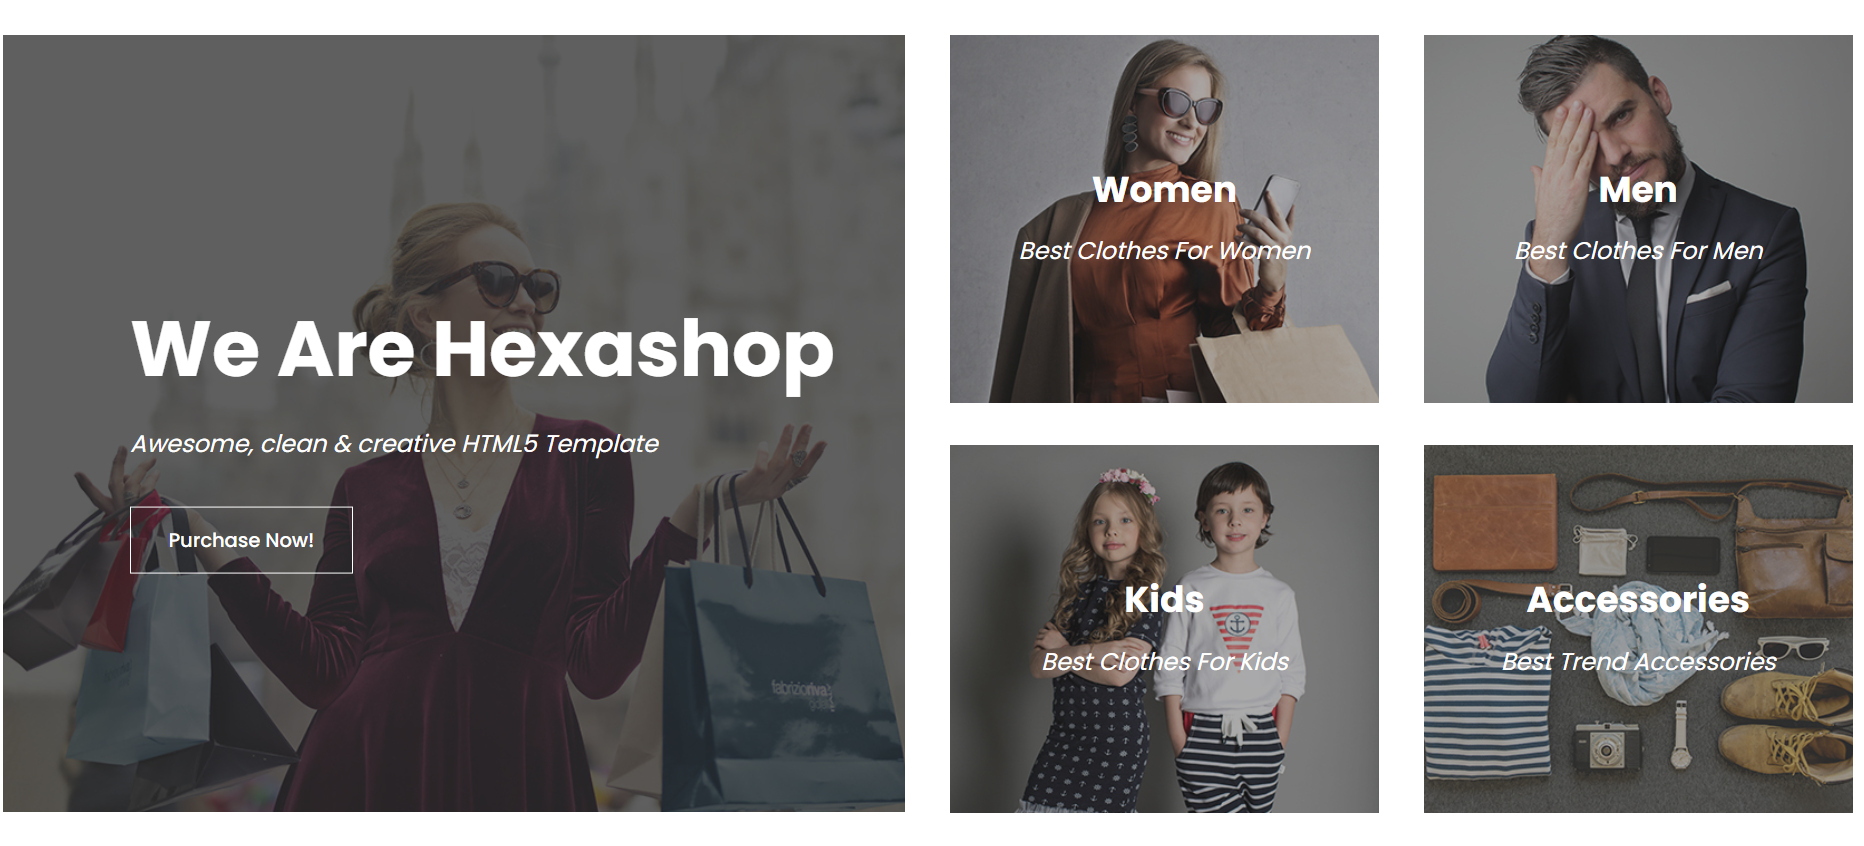 We Are Hexashop
Awesome, clean & creative HTML5 Template
Purchase Now!
fabrizioriva
Women
Best Clothes For Women
Men
Best Clothes For Men
Kids
Best Clothes For Kids
Accessories
Best Trend Accessories